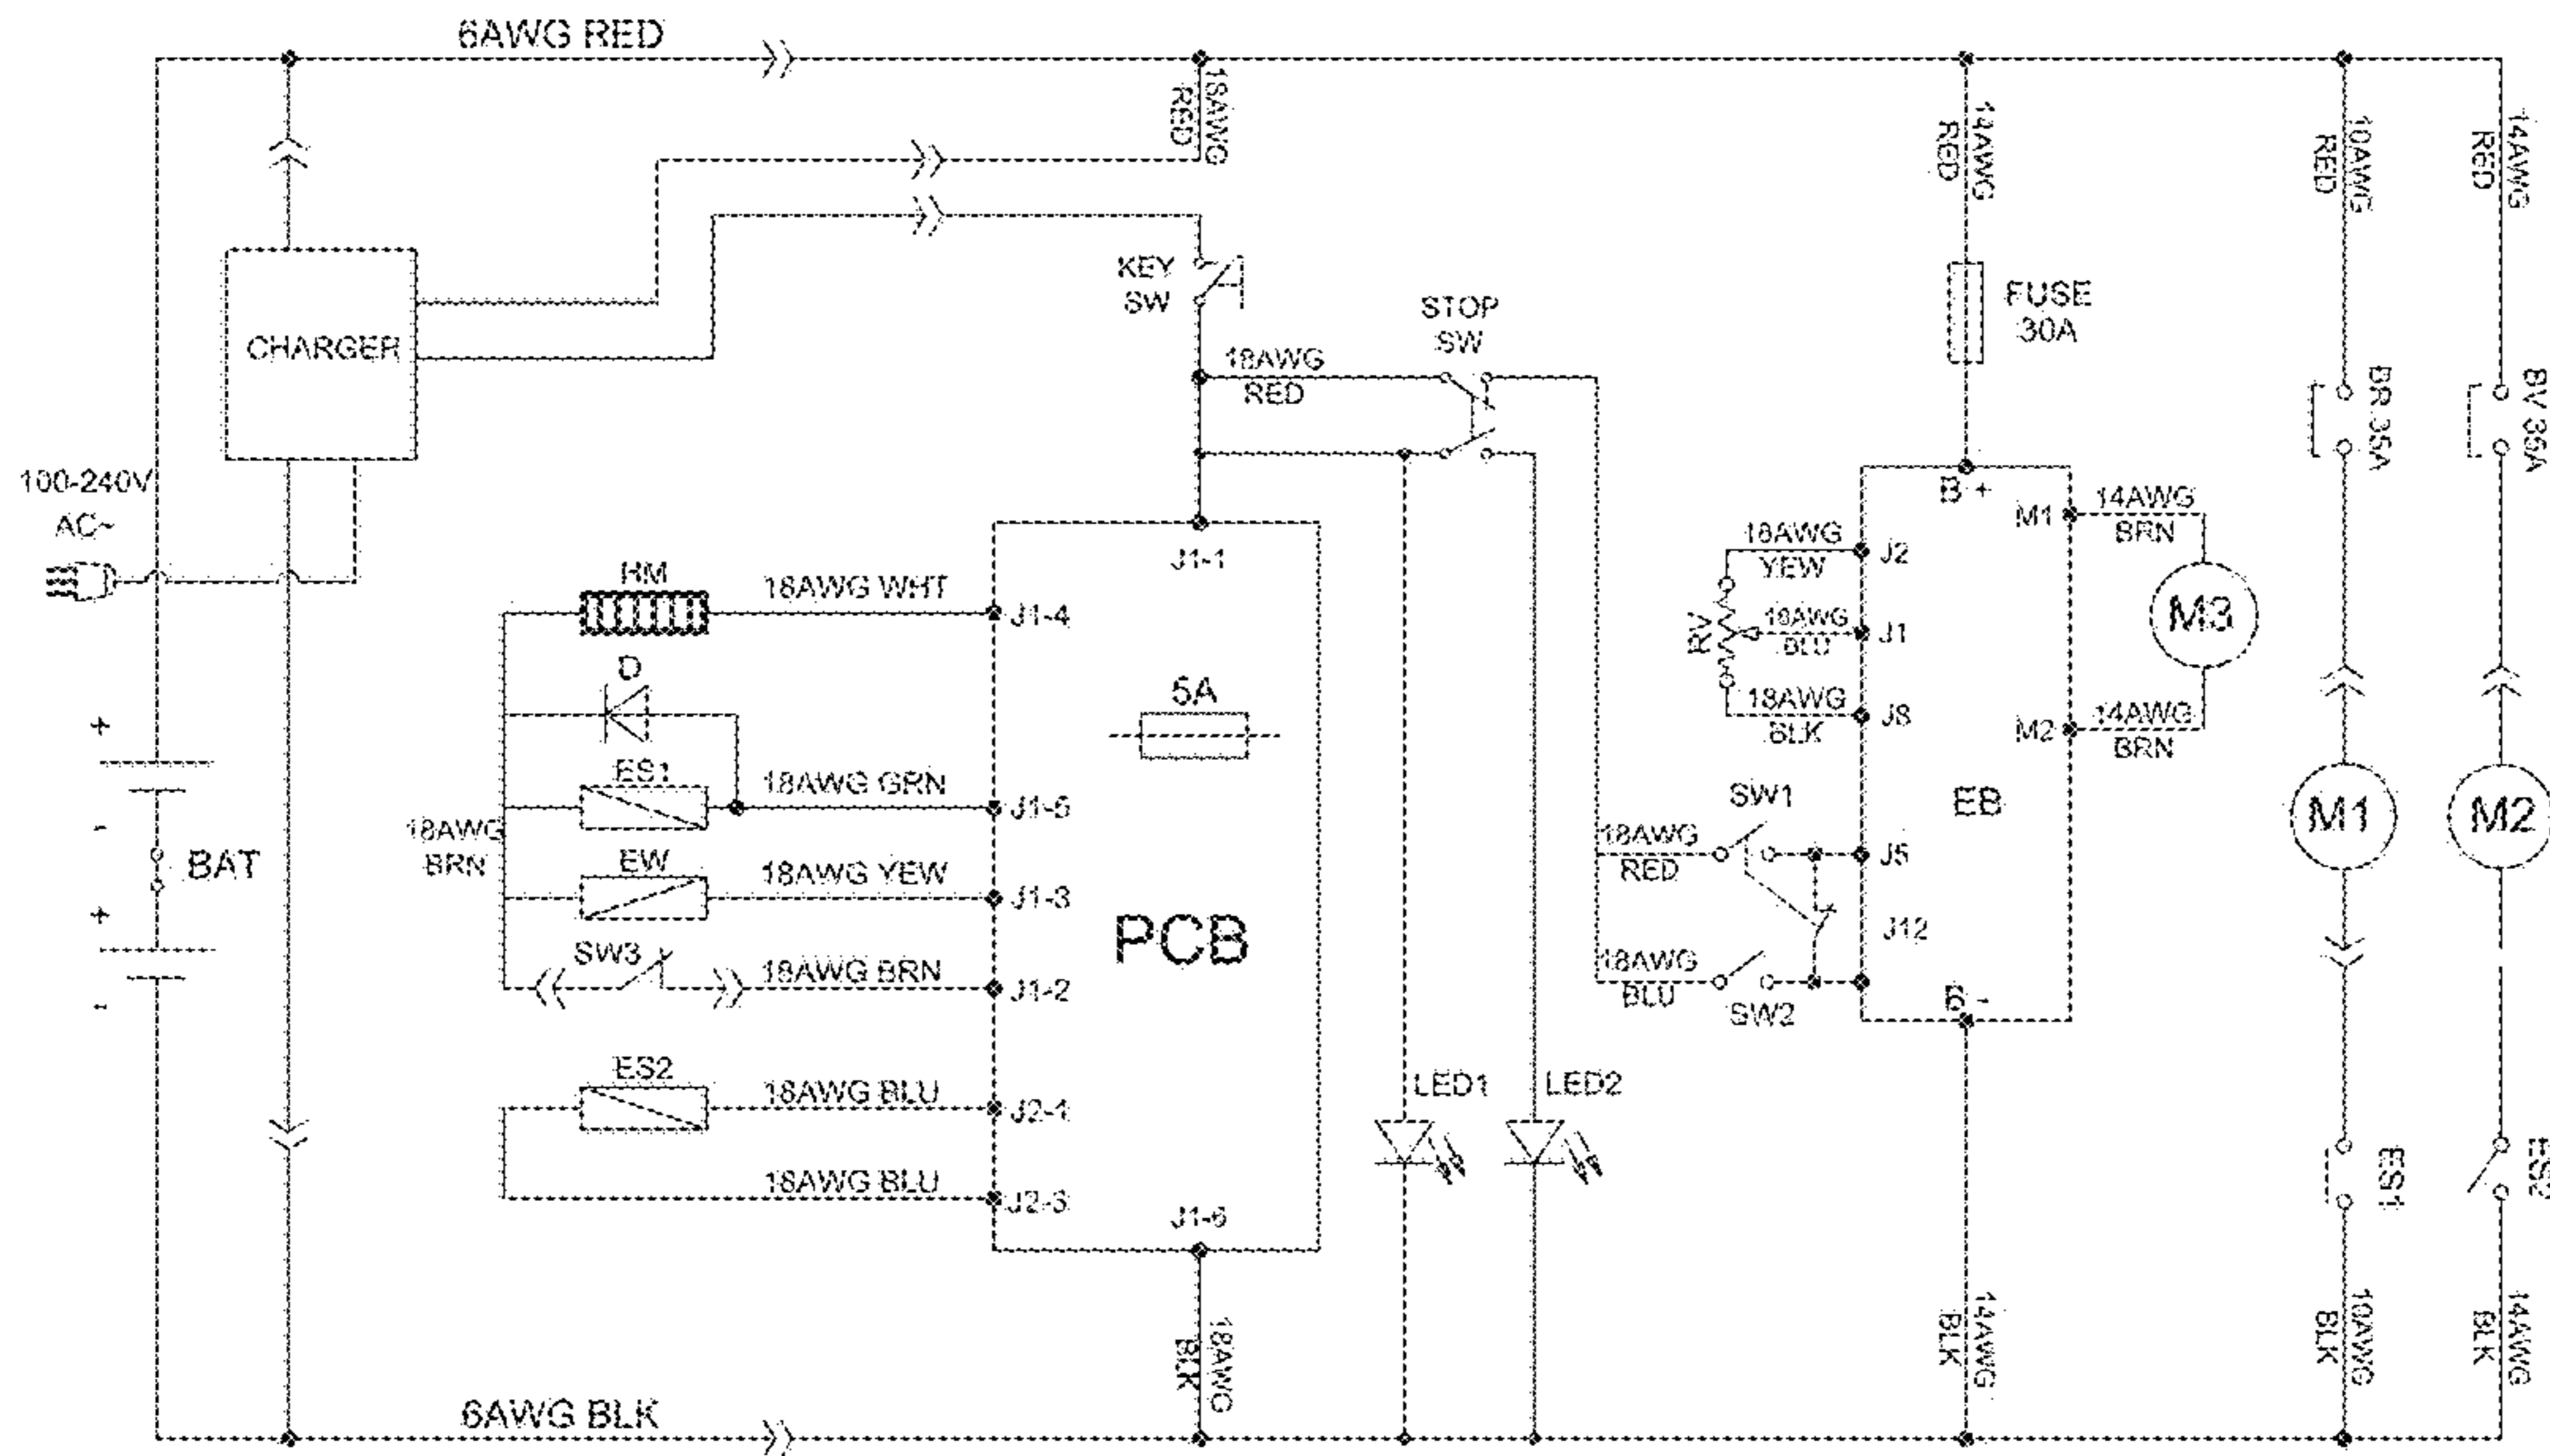 6AWG RED
18AWG
RED
14AWG
RED
10AWG
RED
14AWG
RED
KEY
SW
STOP
SW
FUSE
30A
CHARGER
18AWG
RED
BR 35A
BV 35A
100-240V
AC~
B +
M1
14AWG
BRN
18AWG
YEW
J2
J1-1
HM
18AWG WHT
J1-4
RV
18AWG
BLU
J1
M3
D
5A
18AWG
BLK
J8
M2
14AWG
BRN
+
-
ES1
18AWG GRN
J1-5
SW1
EB
M1
M2
18AWG
BRN
BAT
EW
18AWG YEW
J1-3
18AWG
RED
J5
+
-
PCB
J12
SW3
18AWG BRN
J1-2
18AWG
BLU
SW2
B -
ES2
18AWG BLU
J2-1
LED1
LED2
18AWG BLU
J2-3
J1-6
ES1
ES2
18AWG
BLK
14AWG
BLK
10AWG
BLK
14AWG
BLK
6AWG BLK